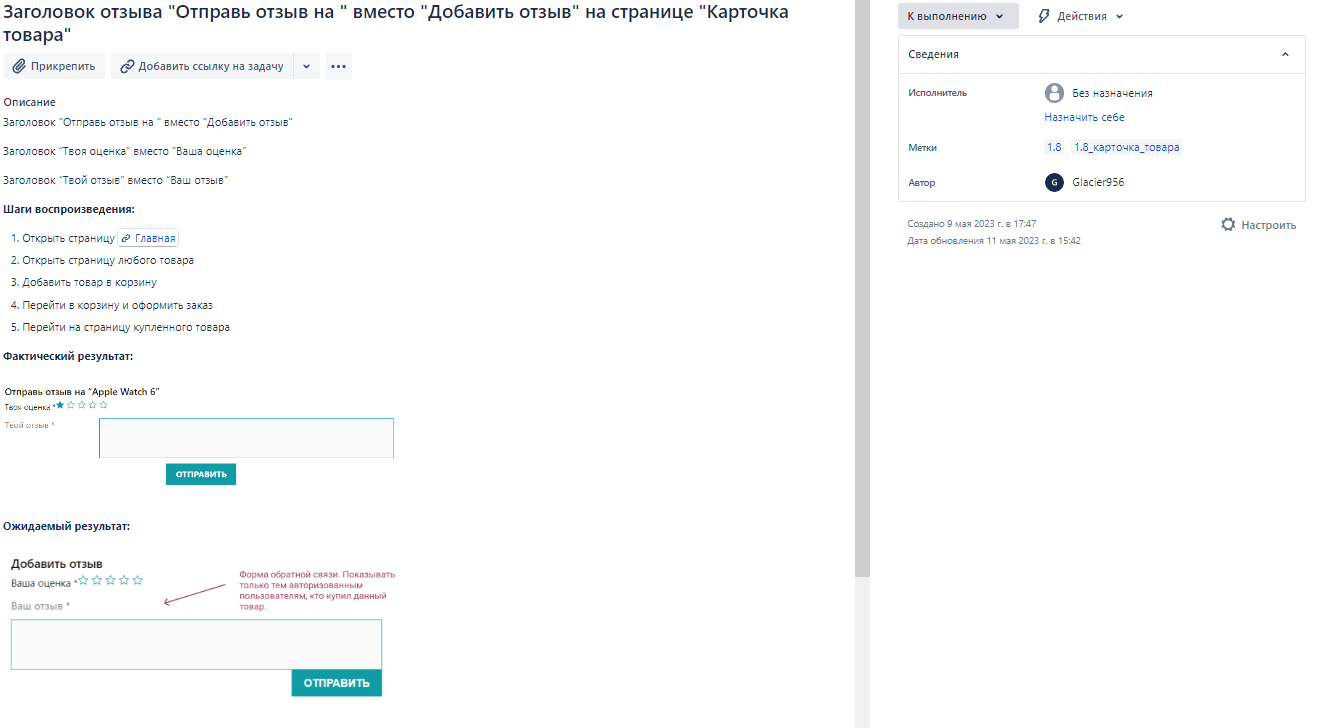 Заголовок отзыва "Отправь отзыв на " вместо "Добавить отзыв" на странице "Карточка
товара"
Прикрепить
Добавить ссылку на задачу
Описание
Заголовок "Отправь отзыв на " вместо "Добавить отзыв"
Заголовок "Твоя оценка" вместо "Ваша оценка"
Заголовок "Твой отзыв" вместо "Ваш отзыв"
Шаги воспроизведения:
1. Открыть страницу Главная
2. Открыть страницу любого товара
3. Добавить товар в корзину
4. Перейти в корзину и оформить заказ
5. Перейти на страницу купленного товара
Фактический результат:
Отправь отзыв на "Apple Watch 6"
Твоя оценка *
Твой отзыв *
ОТПРАВИТЬ
Ожидаемый результат:
Добавить отзыв
Ваша оценка *
Ваш отзыв *
Форма обратной связи. Показывать
только тем авторизованным
пользователям, кто купил данный
товар.
ОТПРАВИТЬ
К выполнению
Действия
Сведения
Исполнитель
Без назначения
Назначить себе
Метки
1.8 1.8_карточка_товара
Автор
G Glacier956
Создано 9 мая 2023 г. в 17:47
Дата обновления 11 мая 2023 г. в 15:42
Настроить